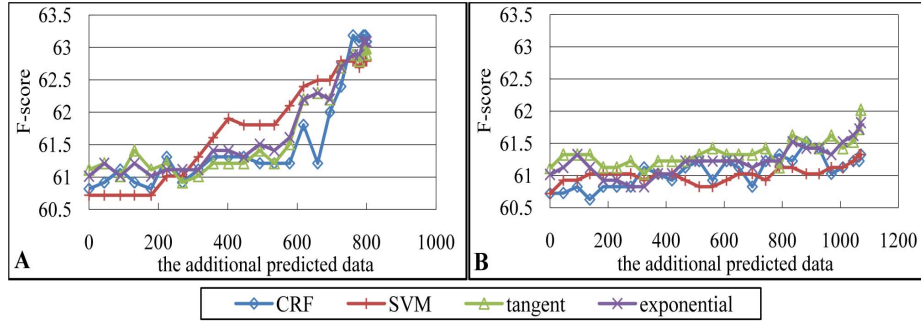 63.5
63
62.5
62
61.5
61
60.5
F-score
0 200 400 600 800 1000
the additional predicted data
A
63.5
63
62.5
62
61.5
61
60.5
F-score
0 200 400 600 800 1000 1200
the additional predicted data
B
CRF SVM tangent exponential